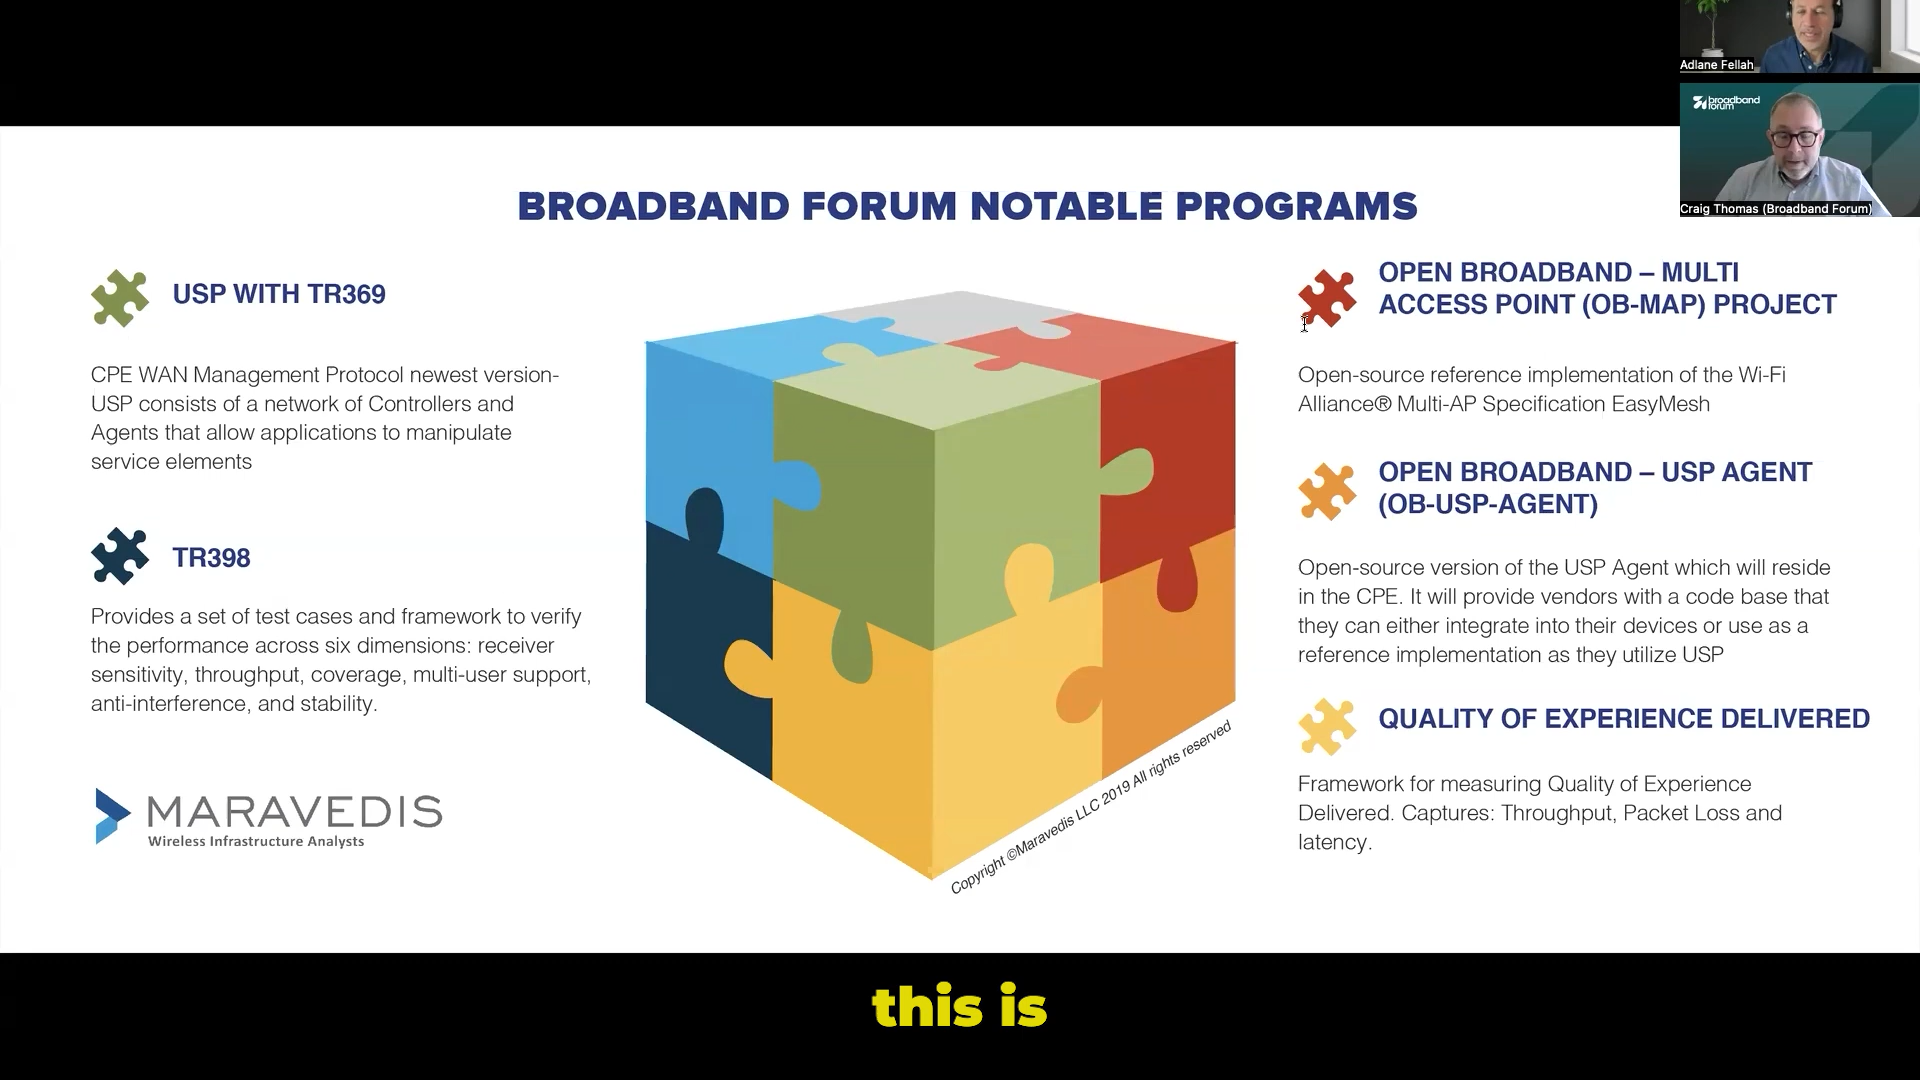 Adlane Fellah
broadband
forum
Craig Thomas (Broadband Forum)
BROADBAND FORUM NOTABLE PROGRAMS
USP WITH TR369
CPE WAN Management Protocol newest version-
USP consists of a network of Controllers and
Agents that allow applications to manipulate
service elements
TR398
Provides a set of test cases and framework to verify
the performance across six dimensions: receiver
sensitivity, throughput, coverage, multi-user support,
anti-interference, and stability.
MARAVEDIS
Wireless Infrastructure Analysts
Copyright ©Maravedis LLC 2019 All rights reserved
OPEN BROADBAND – MULTI
ACCESS POINT (OB-MAP) PROJECT
Open-source reference implementation of the Wi-Fi
Alliance® Multi-AP Specification EasyMesh
OPEN BROADBAND – USP AGENT
(OB-USP-AGENT)
Open-source version of the USP Agent which will reside
in the CPE. It will provide vendors with a code base that
they can either integrate into their devices or use as a
reference implementation as they utilize USP
QUALITY OF EXPERIENCE DELIVERED
Framework for measuring Quality of Experience
Delivered. Captures: Throughput, Packet Loss and
latency.
this is